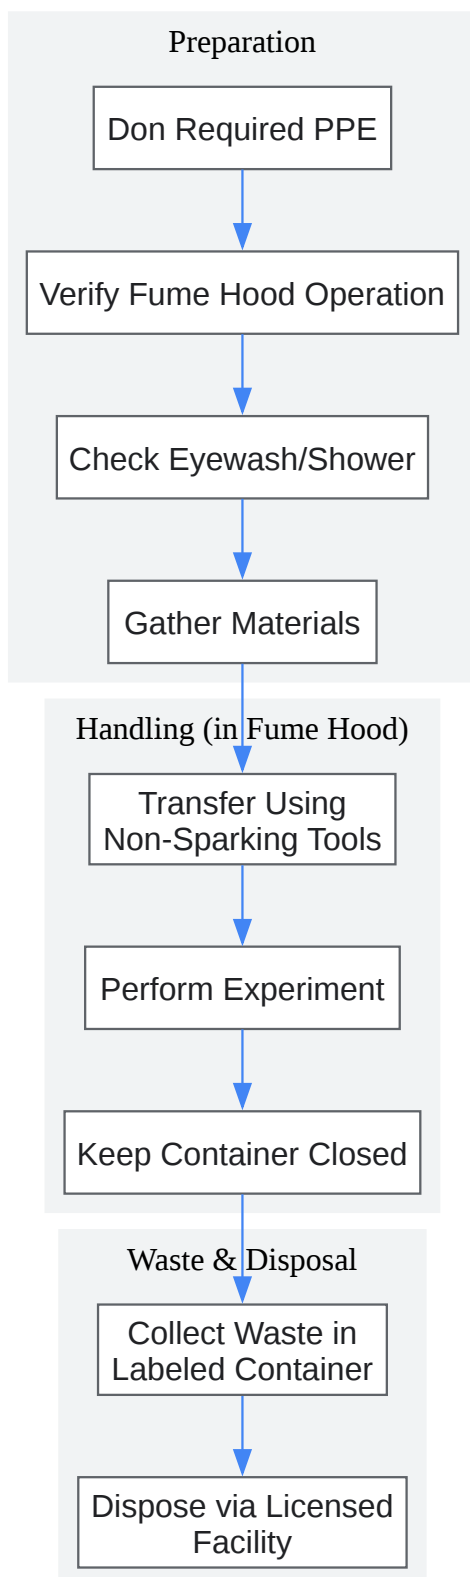 Preparation
Don Required PPE
Verify Fume Hood Operation
Check Eyewash/Shower
Gather Materials
Handling (in Fume Hood)
Transfer Using
Non-Sparking Tools
Perform Experiment
Keep Container Closed
Waste & Disposal
Collect Waste in
Labeled Container
Dispose via Licensed
Facility